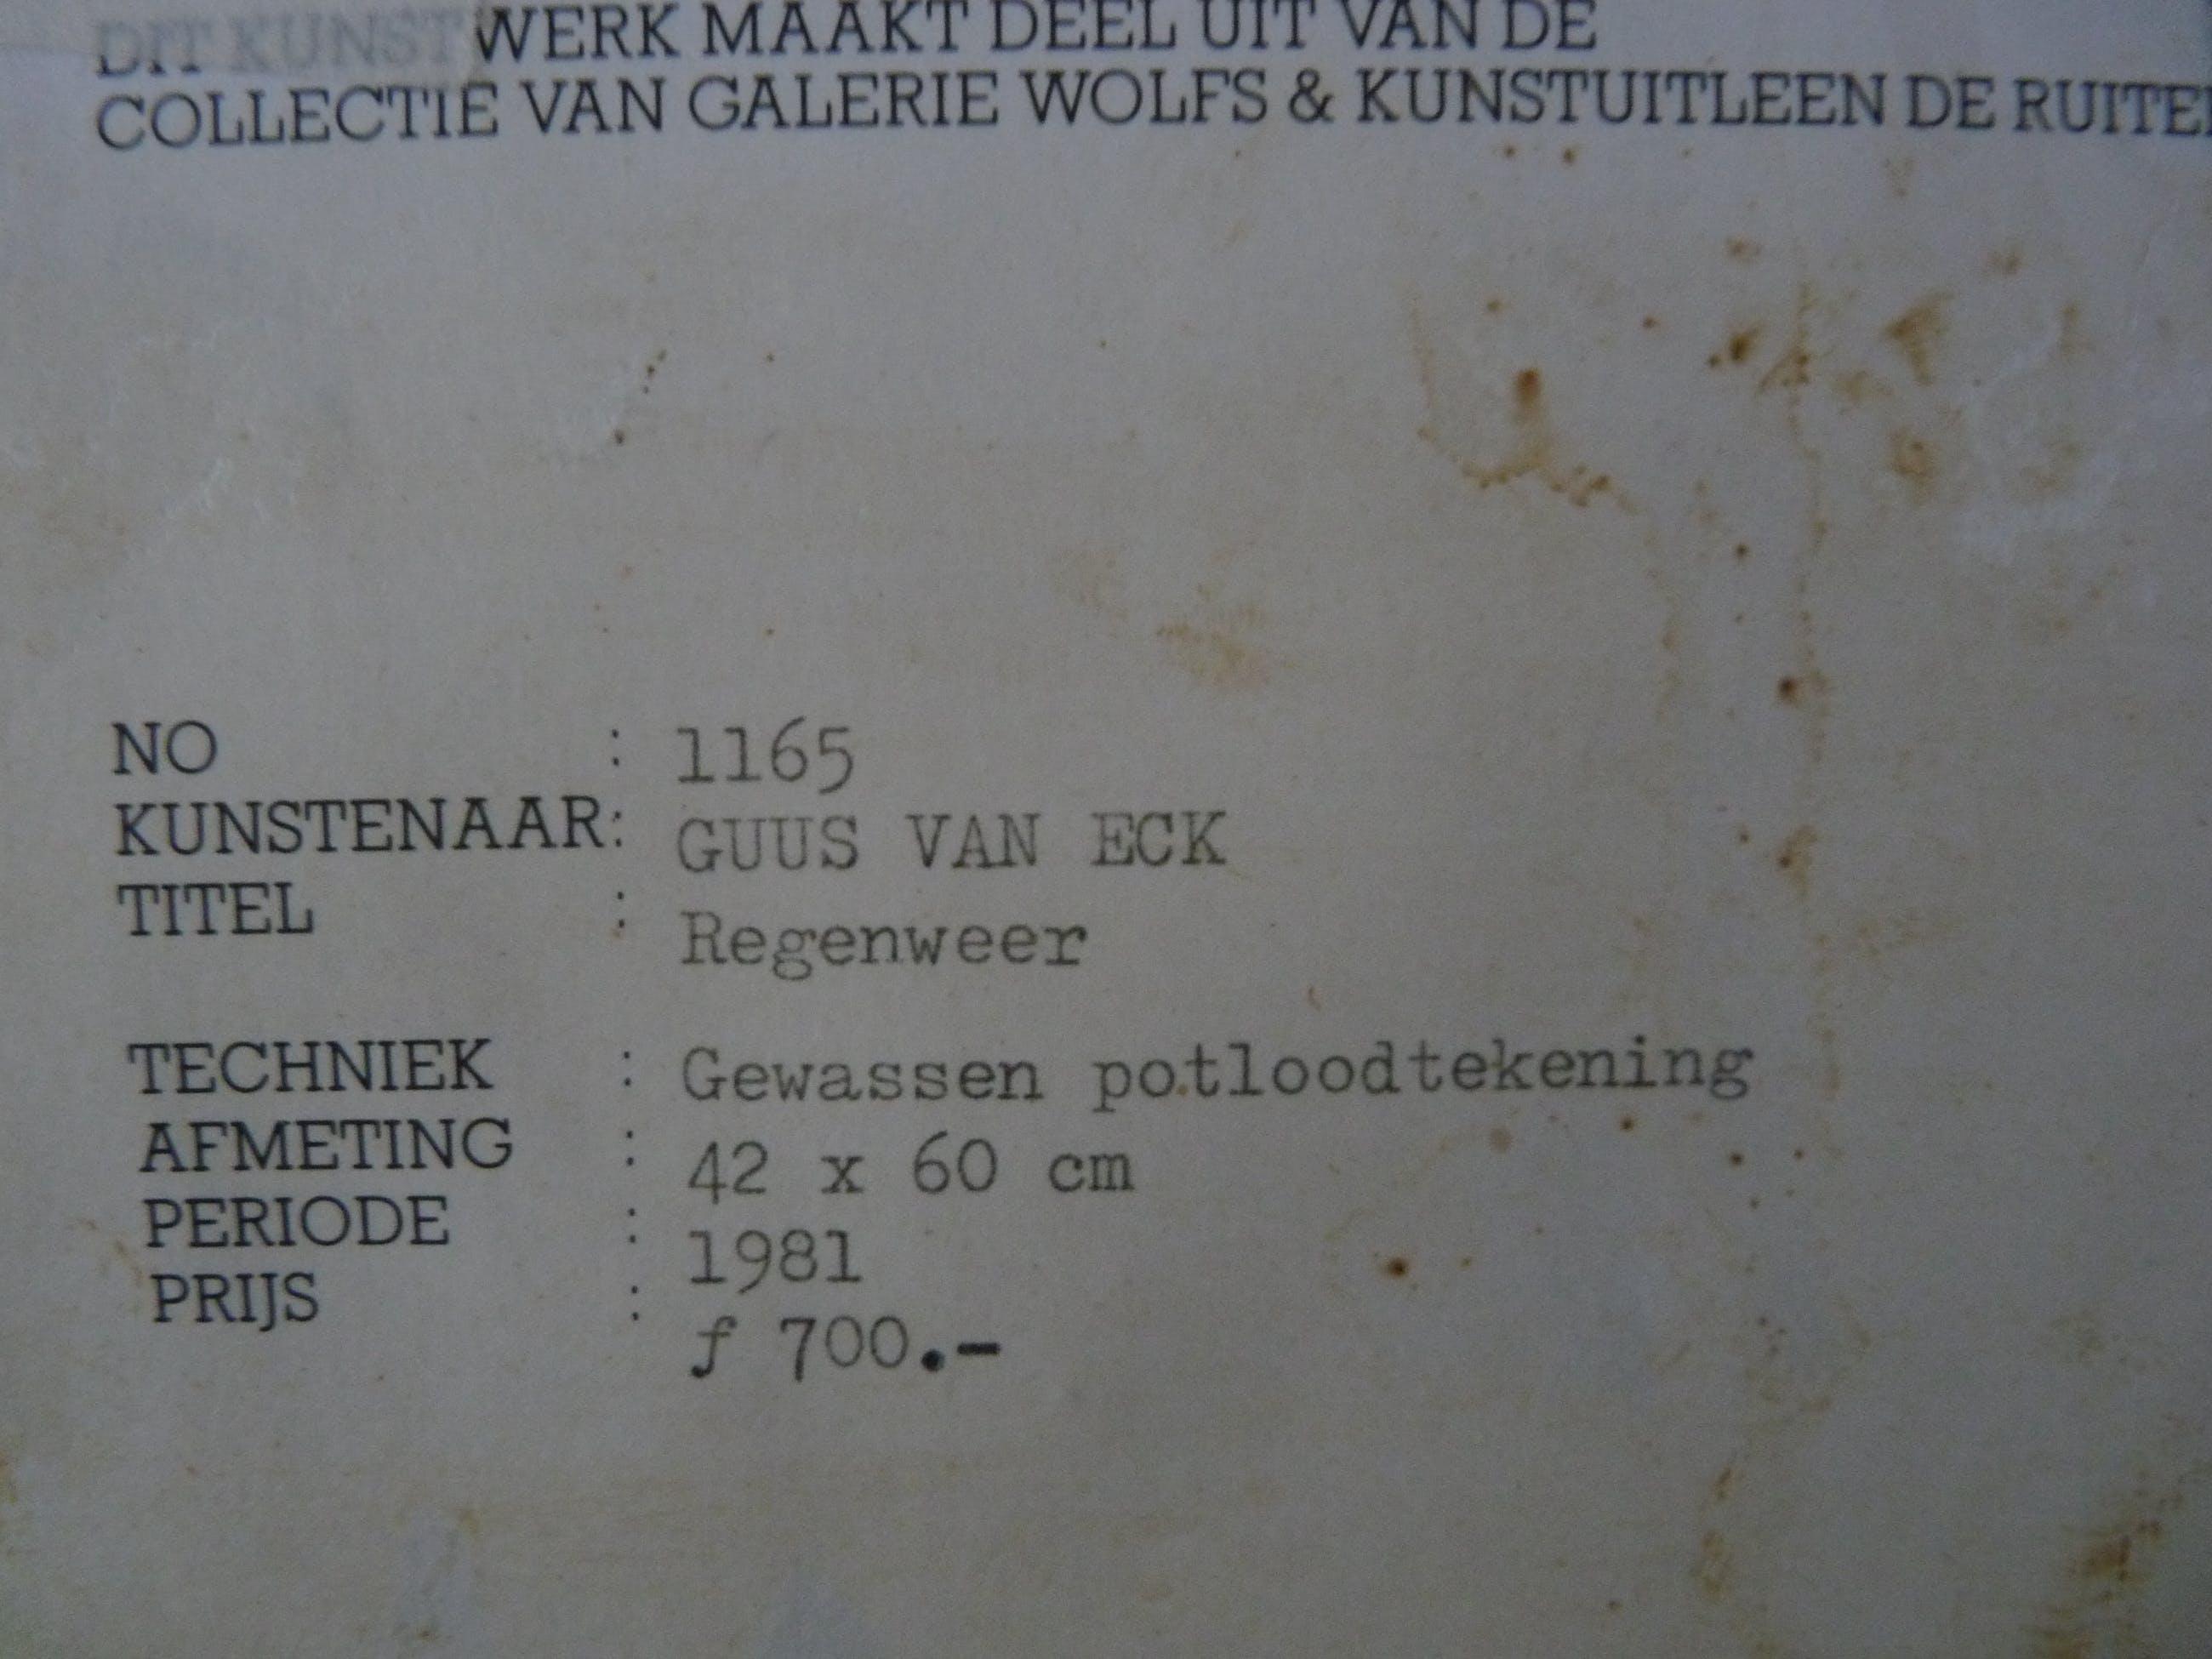 DIT KUNSTWERK MAAKT DEEL UIT VAN DE
COLLECTIE VAN GALERIE WOLFS & KUNSTUITLEEN DE RUITER
NO : 1165
KUNSTENAAR: GUUS VAN ECK
TITEL : Regenweer
TECHNIEK : Gewassen potloodtekening
AFMETING : 42 x 60 cm
PERIODE : 1981
PRIJS : f 700.-